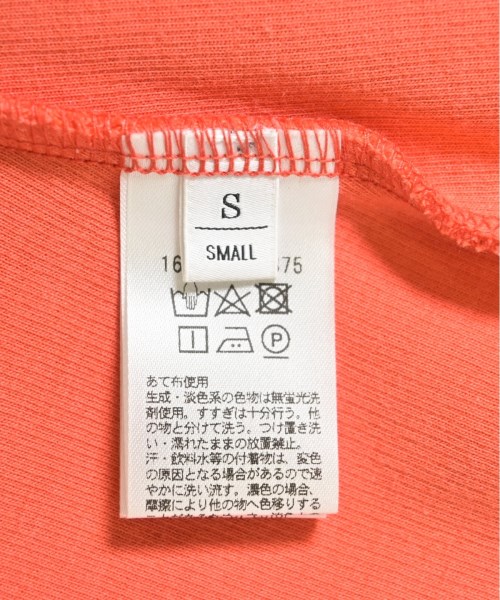 S
SMALL
16 375
あて布使用
生成・淡色系の色物は無蛍光洗
剤使用。すすぎは十分行う。他
の物と分けて洗う。つけ置き洗
い・濡れたままの放置禁止。
汗・飲料水等の付着物は、変色
の原因となる場合があるので速
やかに洗い流す。濃色の場合、
摩擦により他の物へ色移りする